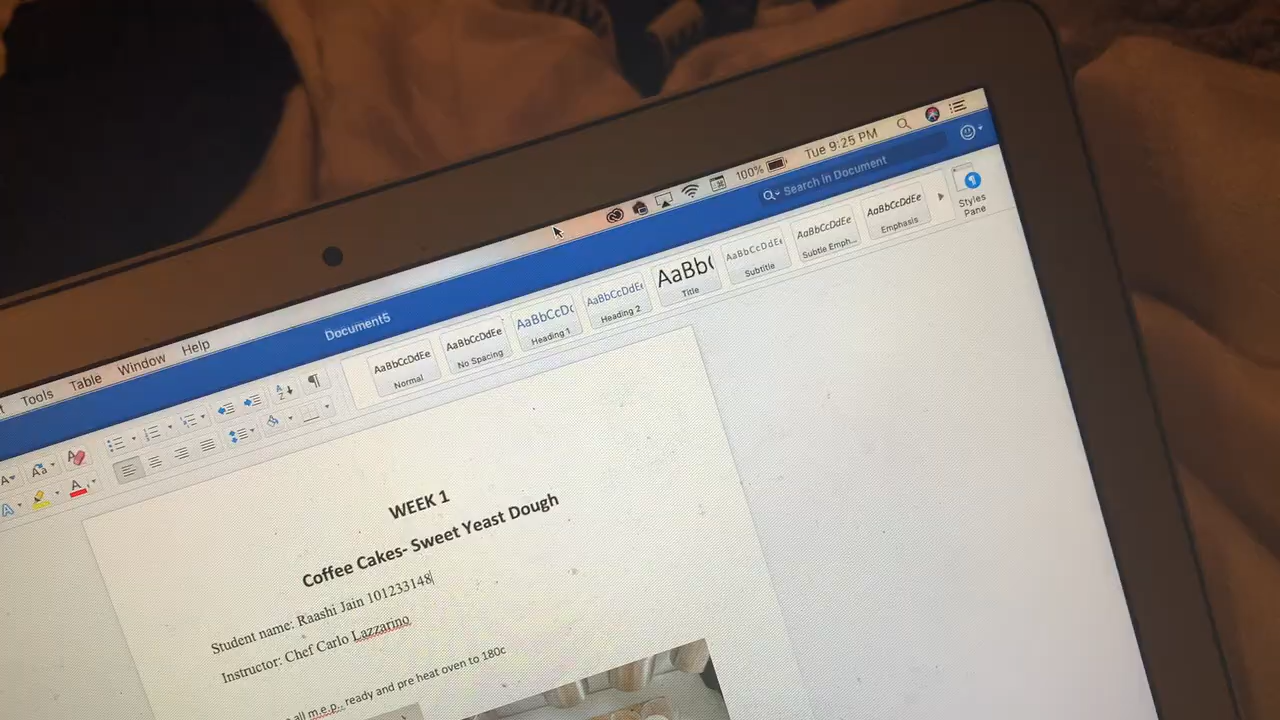 100% Tue 9:25 PM
Search in Document
Tools Table Window Help
Document5
AaBbCcDdEe AaBbCcDdEe AaBbCcDc AaBbCcDdEe AaBb( AaBbCcDdEe AaBbCcDdEe AaBbCcDdEe
Normal No Spacing Heading 1 Heading 2 Title Subtitle Subtle Emph... Emphasis Styles Pane
WEEK 1
Coffee Cakes- Sweet Yeast Dough
Student name: Raashi Jain 101233148
Instructor: Chef Carlo Lazzarino
all m.e.p., ready and pre heat oven to 180c